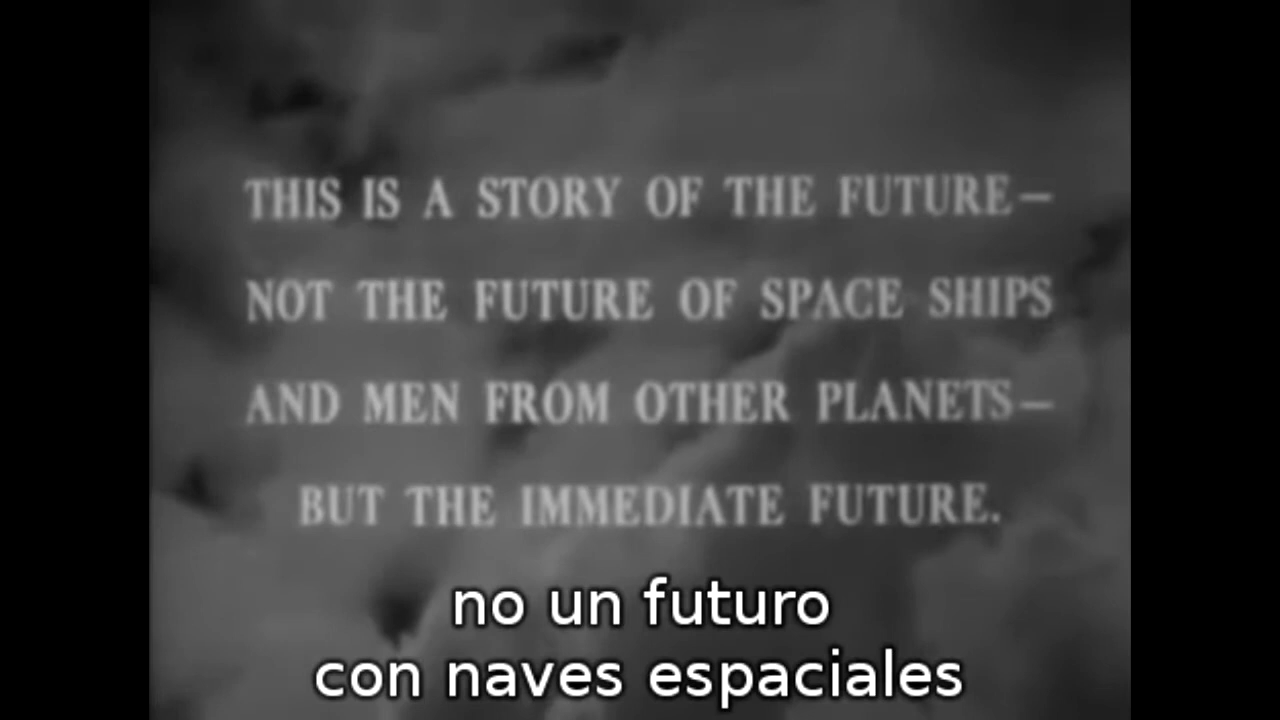 THIS IS A STORY OF THE FUTURE—
NOT THE FUTURE OF SPACE SHIPS
AND MEN FROM OTHER PLANETS—
BUT THE IMMEDIATE FUTURE.
no un futuro
con naves espaciales